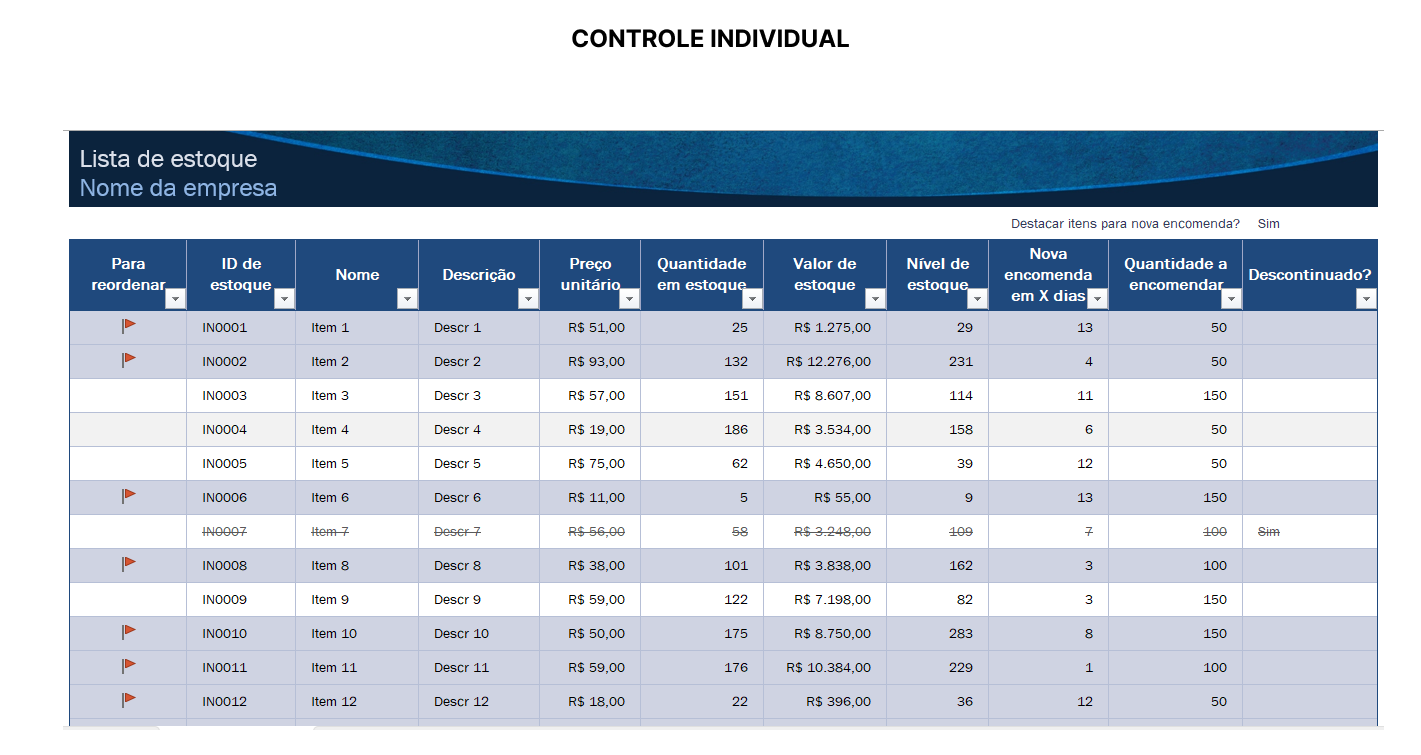 CONTROLE INDIVIDUAL
Lista de estoque
Nome da empresa
Destacar itens para nova encomenda? Sim
Para reordenar ID de estoque Nome Descrição Preço unitário Quantidade em estoque Valor de estoque Nível de estoque Nova encomenda em X dias Quantidade a encomendar Descontinuado?
IN0001 Item 1 Descr 1 R$ 51,00 25 R$ 1.275,00 29 13 50
IN0002 Item 2 Descr 2 R$ 93,00 132 R$ 12.276,00 231 4 50
IN0003 Item 3 Descr 3 R$ 57,00 151 R$ 8.607,00 114 11 150
IN0004 Item 4 Descr 4 R$ 19,00 186 R$ 3.534,00 158 6 50
IN0005 Item 5 Descr 5 R$ 75,00 62 R$ 4.650,00 39 12 50
IN0006 Item 6 Descr 6 R$ 11,00 5 R$ 55,00 9 13 150
IN0007 Item 7 Descr 7 R$ 56,00 58 R$ 3.248,00 109 7 100 Sim
IN0008 Item 8 Descr 8 R$ 38,00 101 R$ 3.838,00 162 3 100
IN0009 Item 9 Descr 9 R$ 59,00 122 R$ 7.198,00 82 3 150
IN0010 Item 10 Descr 10 R$ 50,00 175 R$ 8.750,00 283 8 150
IN0011 Item 11 Descr 11 R$ 59,00 176 R$ 10.384,00 229 1 100
IN0012 Item 12 Descr 12 R$ 18,00 22 R$ 396,00 36 12 50